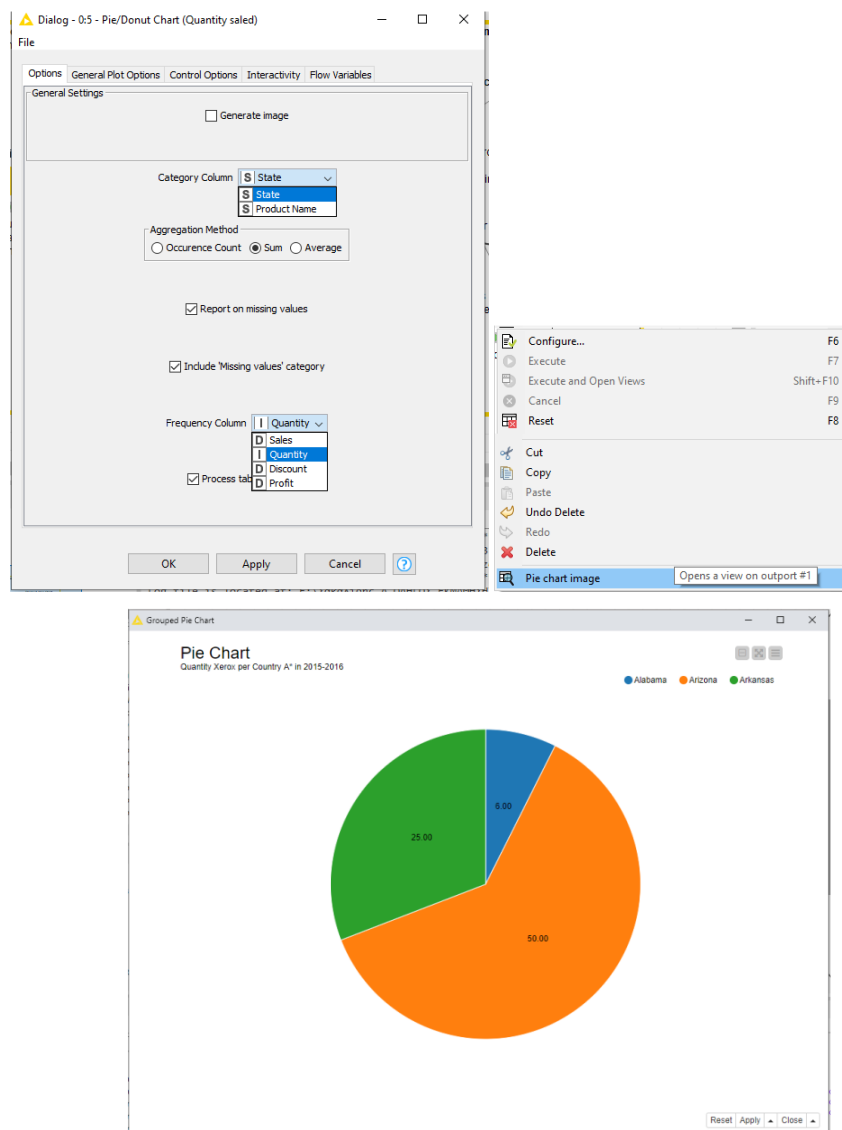 Dialog - 0:5 - Pie/Donut Chart (Quantity saled)
File
Options General Plot Options Control Options Interactivity Flow Variables
General Settings
Generate image
Category Column S State
S State
S Product Name
Aggregation Method
Occurence Count Sum Average
Report on missing values
Include 'Missing values' category
Frequency Column I Quantity
D Sales
I Quantity
D Discount
D Profit
Process tab
OK Apply Cancel ?
Configure... F6
Execute F7
Execute and Open Views Shift+F10
Cancel F9
Reset F8
Cut
Copy
Paste
Undo Delete
Redo
Delete
Pie chart image
Opens a view on outport #1
Grouped Pie Chart
Pie Chart
Quantity Xerox per Country A* in 2015-2016
Alabama Arizona Arkansas
6.00
25.00
50.00
Reset Apply Close